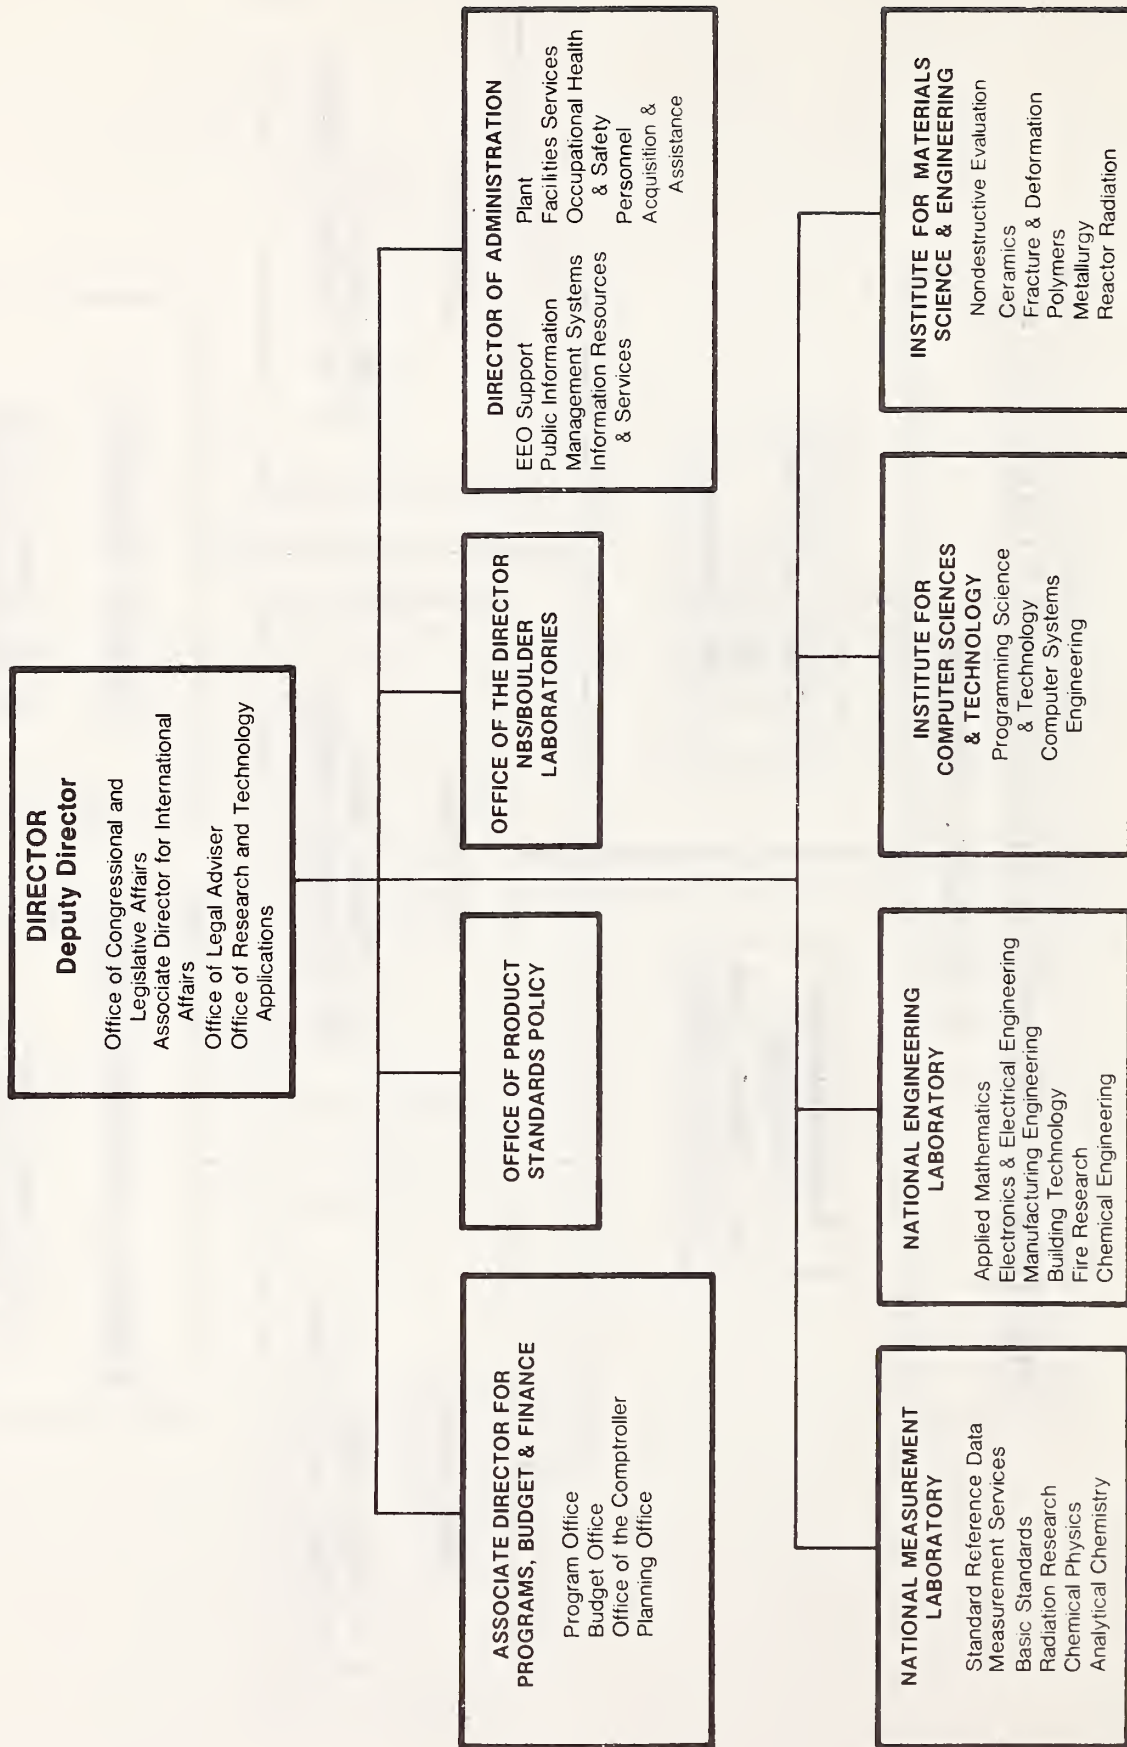 DIRECTOR
Deputy Director
Office of Congressional and
Legislative Affairs
Associate Director for International
Affairs
Office of Legal Adviser
Office of Research and Technology
Applications
ASSOCIATE DIRECTOR FOR
PROGRAMS, BUDGET & FINANCE
Program Office
Budget Office
Office of the Comptroller
Planning Office
OFFICE OF PRODUCT
STANDARDS POLICY
OFFICE OF THE DIRECTOR
NBS/BOULDER
LABORATORIES
DIRECTOR OF ADMINISTRATION
EEO Support
Public Information
Management Systems
Information Resources
& Services
Plant
Facilities Services
Occupational Health
& Safety
Personnel
Acquisition &
Assistance
NATIONAL MEASUREMENT
LABORATORY
Standard Reference Data
Measurement Services
Basic Standards
Radiation Research
Chemical Physics
Analytical Chemistry
NATIONAL ENGINEERING
LABORATORY
Applied Mathematics
Electronics & Electrical Engineering
Manufacturing Engineering
Building Technology
Fire Research
Chemical Engineering
INSTITUTE FOR
COMPUTER SCIENCES
& TECHNOLOGY
Programming Science
& Technology
Computer Systems
Engineering
INSTITUTE FOR MATERIALS
SCIENCE & ENGINEERING
Nondestructive Evaluation
Ceramics
Fracture & Deformation
Polymers
Metallurgy
Reactor Radiation